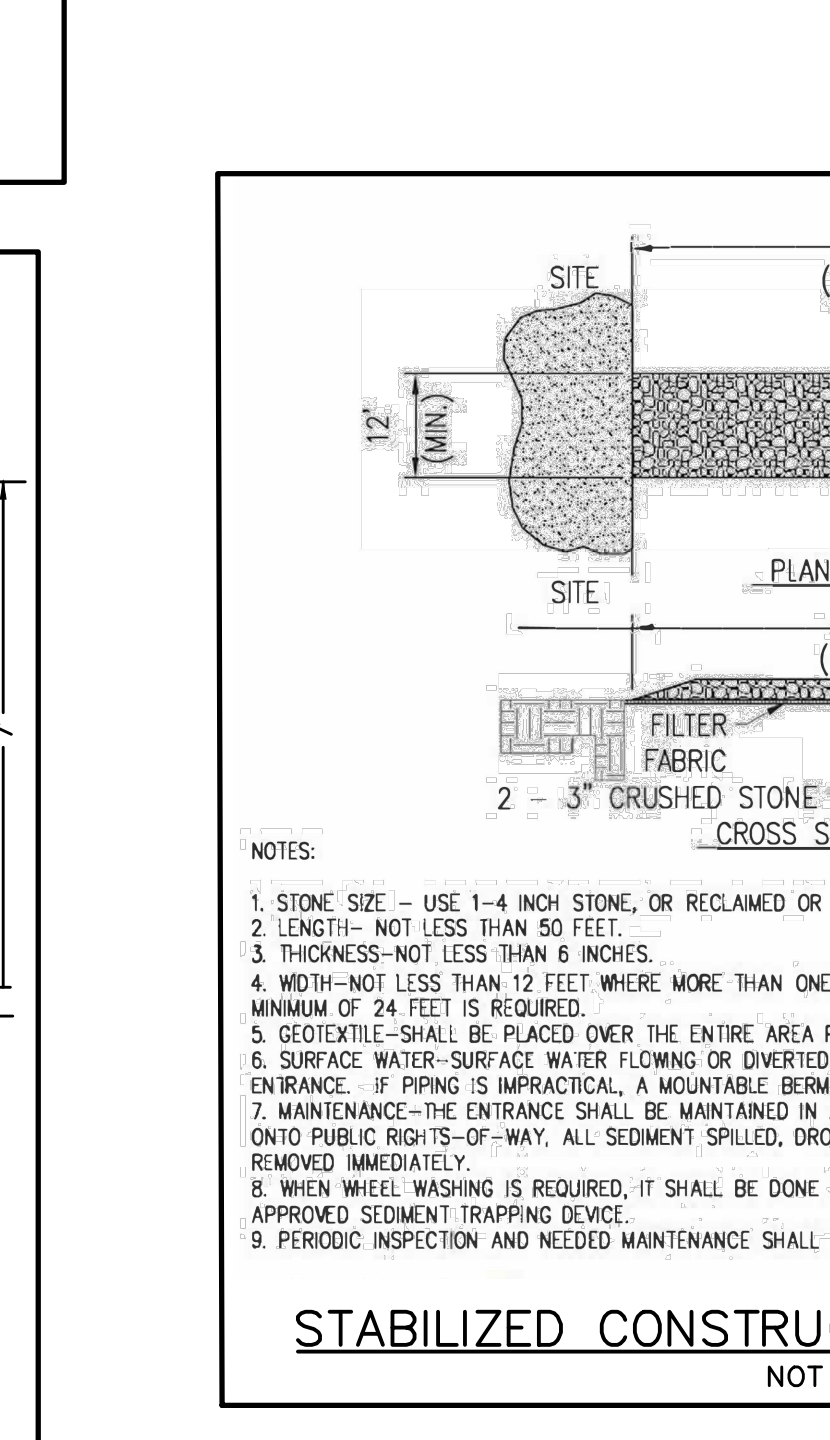 SITE
12'
(MIN.)
PLAN
SITE
FILTER
FABRIC
2 – 3" CRUSHED STONE
CROSS S
NOTES:
1. STONE SIZE – USE 1–4 INCH STONE, OR RECLAIMED OR
2. LENGTH– NOT LESS THAN 50 FEET.
3. THICKNESS–NOT LESS THAN 6 INCHES.
4. WIDTH–NOT LESS THAN 12 FEET WHERE MORE THAN ONE
MINIMUM OF 24 FEET IS REQUIRED.
5. GEOTEXTILE–SHALL BE PLACED OVER THE ENTIRE AREA
6. SURFACE WATER–SURFACE WATER FLOWING OR DIVERTED
ENTRANCE. IF PIPING IS IMPRACTICAL, A MOUNTABLE BERM
7. MAINTENANCE–THE ENTRANCE SHALL BE MAINTAINED IN
ONTO PUBLIC RIGHTS–OF–WAY, ALL SEDIMENT SPILLED, DRO
REMOVED IMMEDIATELY.
8. WHEN WHEEL WASHING IS REQUIRED, IT SHALL BE DONE
APPROVED SEDIMENT TRAPPING DEVICE.
9. PERIODIC INSPECTION AND NEEDED MAINTENANCE SHALL
STABILIZED CONSTRU
NOT